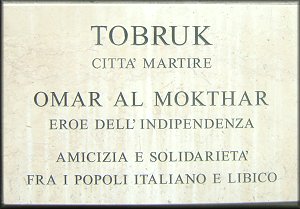 TOBRUK
CITTA' MARTIRE
OMAR AL MOKTHAR
EROE DELL'INDIPENDENZA
AMICIZIA E SOLIDARIETA'
FRA I POPOLI ITALIANO E LIBICO